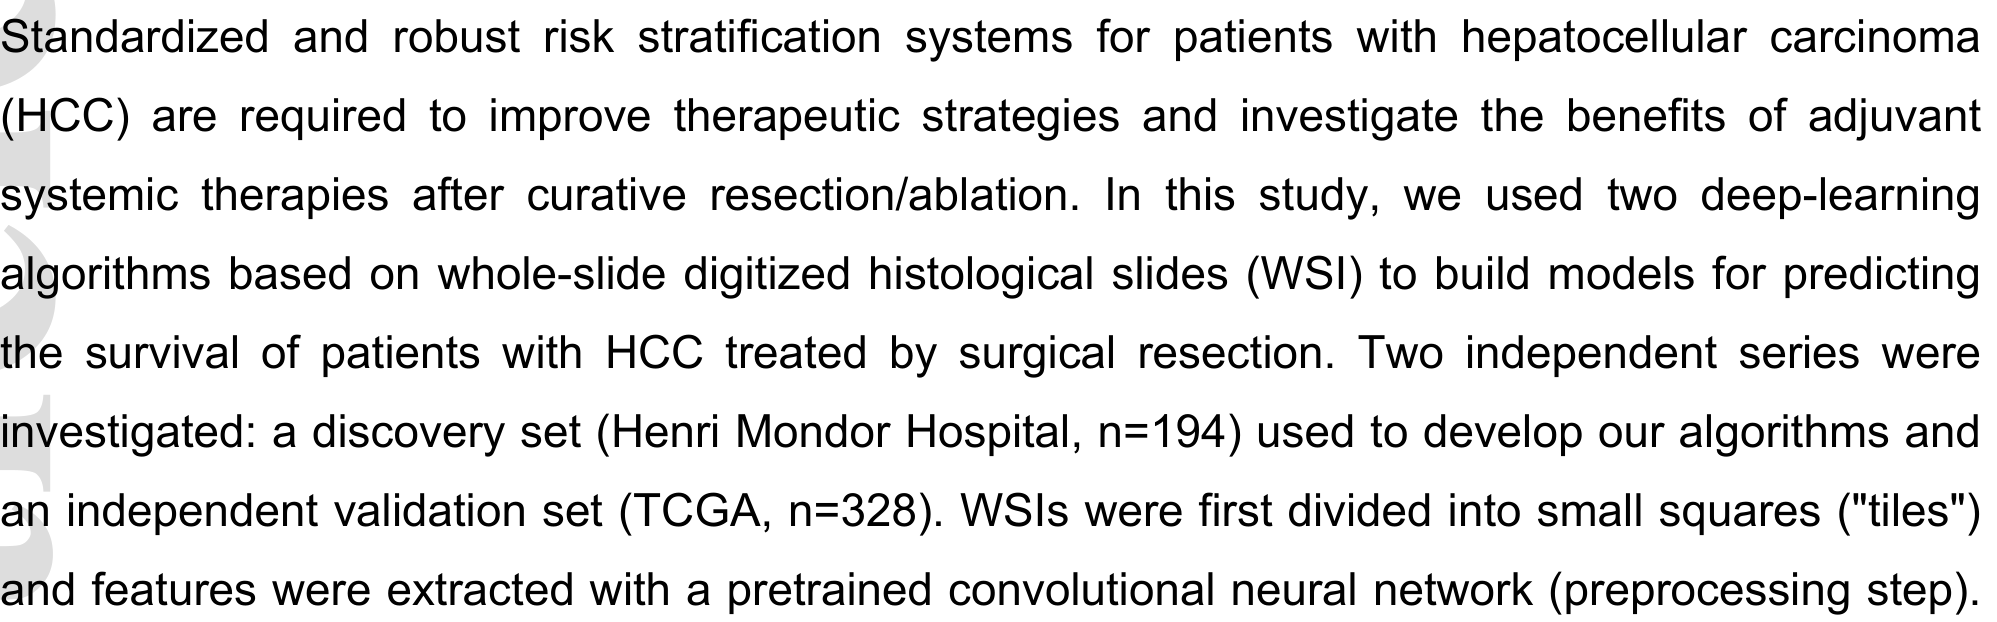 Standardized and robust risk stratification systems for patients with hepatocellular carcinoma
(HCC) are required to improve therapeutic strategies and investigate the benefits of adjuvant
systemic therapies after curative resection/ablation. In this study, we used two deep-learning
algorithms based on whole-slide digitized histological slides (WSI) to build models for predicting
the survival of patients with HCC treated by surgical resection. Two independent series were
investigated: a discovery set (Henri Mondor Hospital, n=194) used to develop our algorithms and
an independent validation set (TCGA, n=328). WSIs were first divided into small squares ("tiles")
and features were extracted with a pretrained convolutional neural network (preprocessing step).